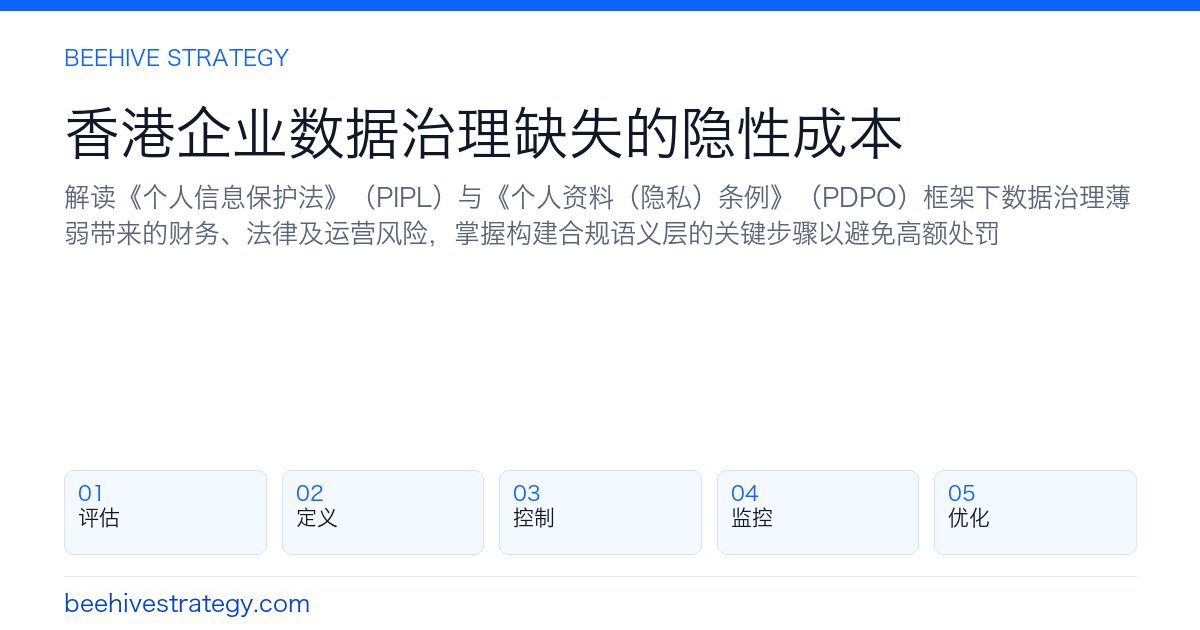 BEEHIVE STRATEGY
香港企业数据治理缺失的隐性成本
解读《个人信息保护法》（PIPL）与《个人资料（隐私）条例》（PDPO）框架下数据治理薄
弱带来的财务、法律及运营风险，掌握构建合规语义层的关键步骤以避免高额处罚
01
评估
02
定义
03
控制
04
监控
05
优化
beehivestrategy.com